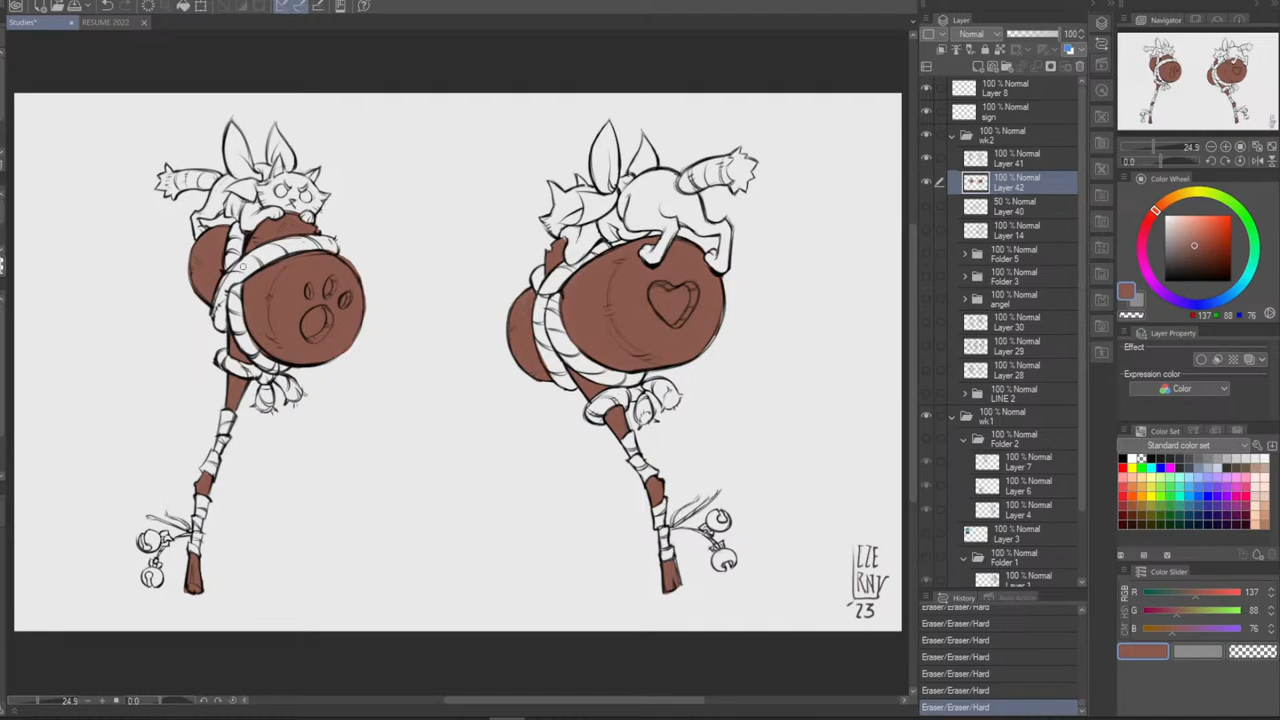 Studies*
RESUME 2022
Layer
Normal
100
100 % Normal
Layer 8
100 % Normal
sign
100 % Normal
wk2
100 % Normal
Layer 41
100 % Normal
Layer 42
50 % Normal
Layer 40
100 % Normal
Layer 14
100 % Normal
Folder 5
100 % Normal
Folder 3
100 % Normal
angel
100 % Normal
Layer 30
100 % Normal
Layer 29
100 % Normal
Layer 28
100 % Normal
LINE 2
100 % Normal
wk1
100 % Normal
Folder 2
100 % Normal
Layer 7
100 % Normal
Layer 6
100 % Normal
Layer 4
100 % Normal
Layer 3
100 % Normal
Folder 1
100 % Normal
Layer 1
History
Auto Action
Eraser/Eraser/Hard
Eraser/Eraser/Hard
Eraser/Eraser/Hard
Eraser/Eraser/Hard
Eraser/Eraser/Hard
Eraser/Eraser/Hard
Eraser/Eraser/Hard
Navigator
24.9
0.0
Color Wheel
137
88
76
Layer Property
Effect
Expression color
Color
Color Set
Standard color set
Color Slider
RGB
R
137
G
88
B
76
CZE
RNY
'23
24.9
0.0